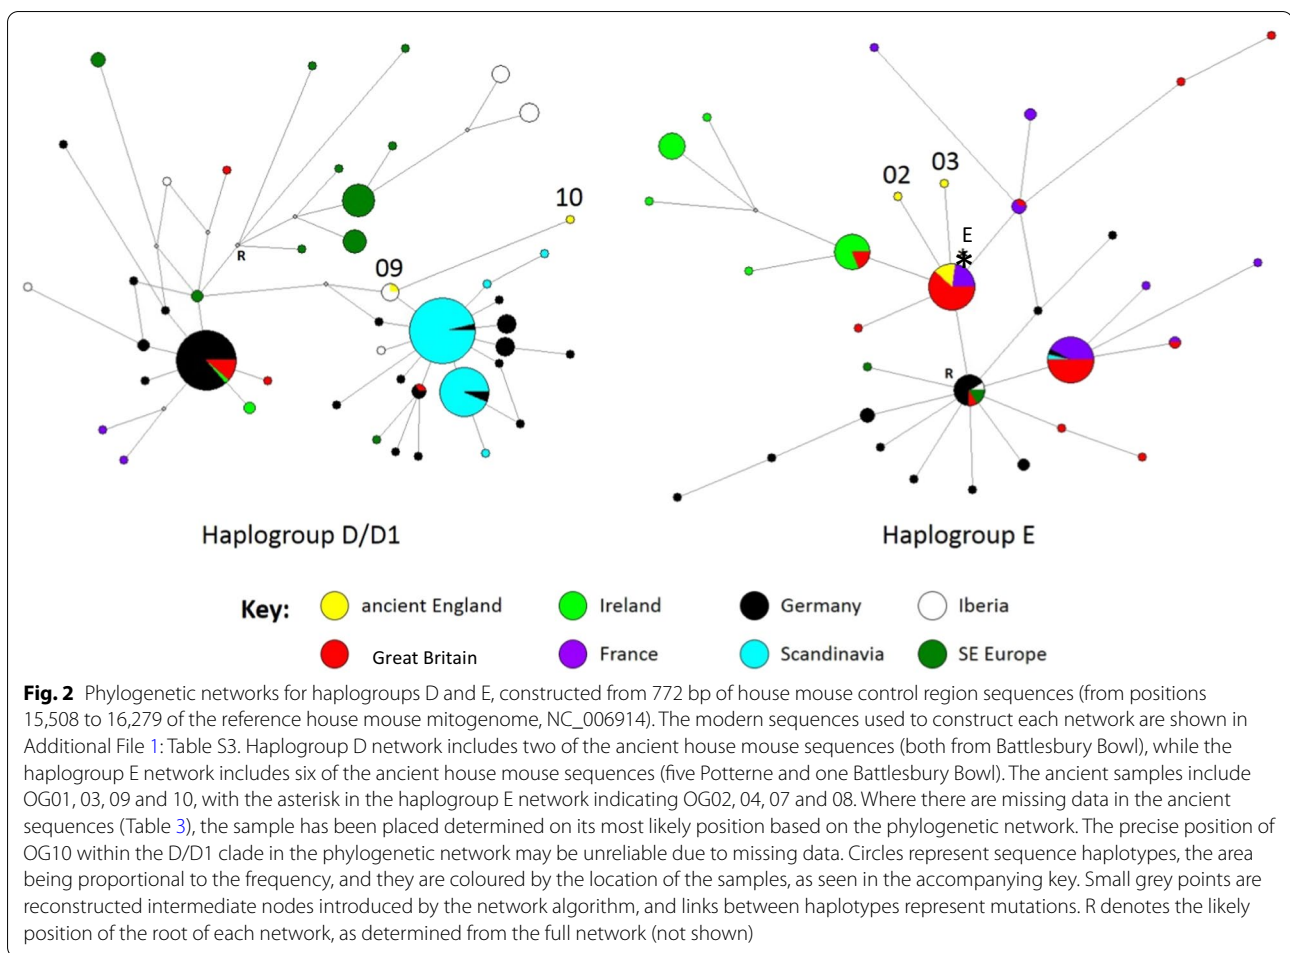 10
03
02
E
*
R
09
R
Haplogroup D/D1
Haplogroup E
Key:
ancient England
Ireland
Germany
Iberia
Great Britain
France
Scandinavia
SE Europe
Fig. 2 Phylogenetic networks for haplogroups D and E, constructed from 772 bp of house mouse control region sequences (from positions
15,508 to 16,279 of the reference house mouse mitogenome, NC_006914). The modern sequences used to construct each network are shown in
Additional File 1: Table S3. Haplogroup D network includes two of the ancient house mouse sequences (both from Battlesbury Bowl), while the
haplogroup E network includes six of the ancient house mouse sequences (five Potterne and one Battlesbury Bowl). The ancient samples include
OG01, 03, 09 and 10, with the asterisk in the haplogroup E network indicating OG02, 04, 07 and 08. Where there are missing data in the ancient
sequences (Table 3), the sample has been placed determined on its most likely position based on the phylogenetic network. The precise position of
OG10 within the D/D1 clade in the phylogenetic network may be unreliable due to missing data. Circles represent sequence haplotypes, the area
being proportional to the frequency, and they are coloured by the location of the samples, as seen in the accompanying key. Small grey points are
reconstructed intermediate nodes introduced by the network algorithm, and links between haplotypes represent mutations. R denotes the likely
position of the root of each network, as determined from the full network (not shown)